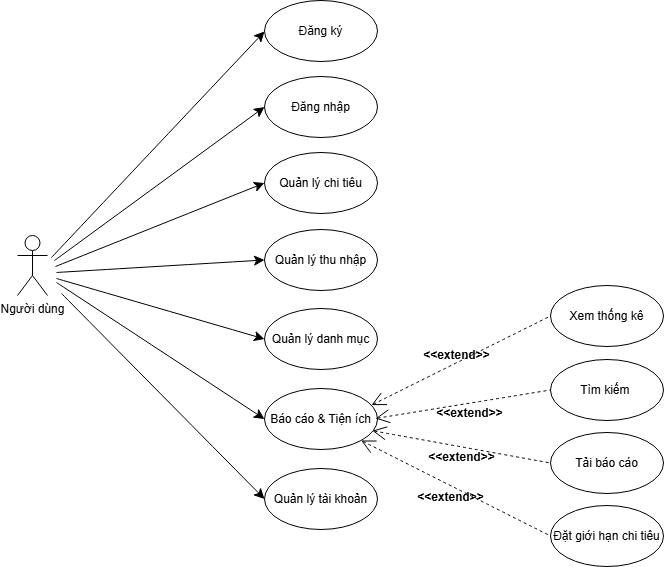 Đăng ký
Đăng nhập
Quản lý chi tiêu
Quản lý thu nhập
Người dùng
Quản lý danh mục
Báo cáo & Tiện ích
Quản lý tài khoản
Xem thống kê
<<extend>>
Tìm kiếm
<<extend>>
Tải báo cáo
<<extend>>
Đặt giới hạn chi tiêu
<<extend>>